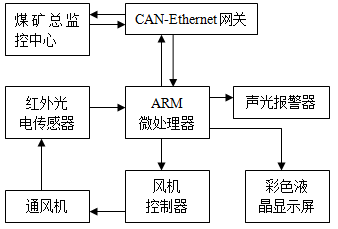 煤矿总监
控中心
CAN-Ethernet网关
红外光
电传感器
ARM
微处理器
声光报警器
通风机
风机
控制器
彩色液
晶显示屏